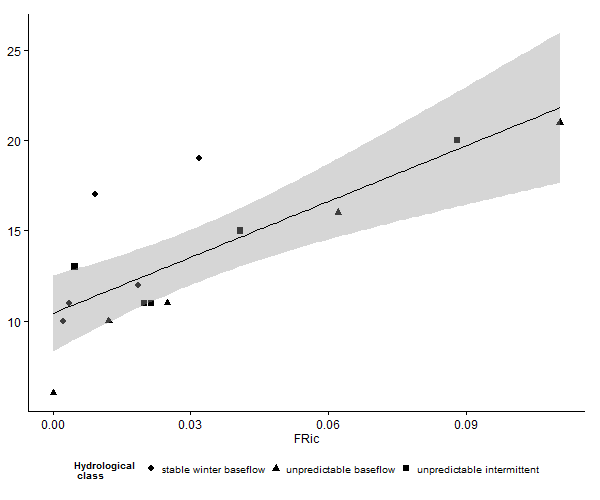 25
20
15
10
0.00 0.03 0.06 0.09
FRic
Hydrological
class
stable winter baseflow unpredictable baseflow unpredictable intermittent